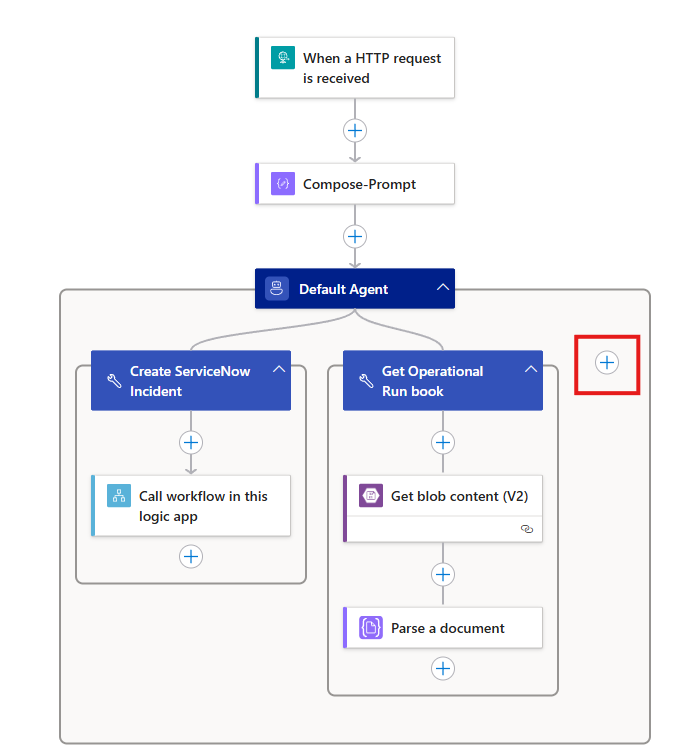 When a HTTP request
is received
Compose-Prompt
Default Agent
Create ServiceNow
Incident
Call workflow in this
logic app
Get Operational
Run book
Get blob content (V2)
Parse a document